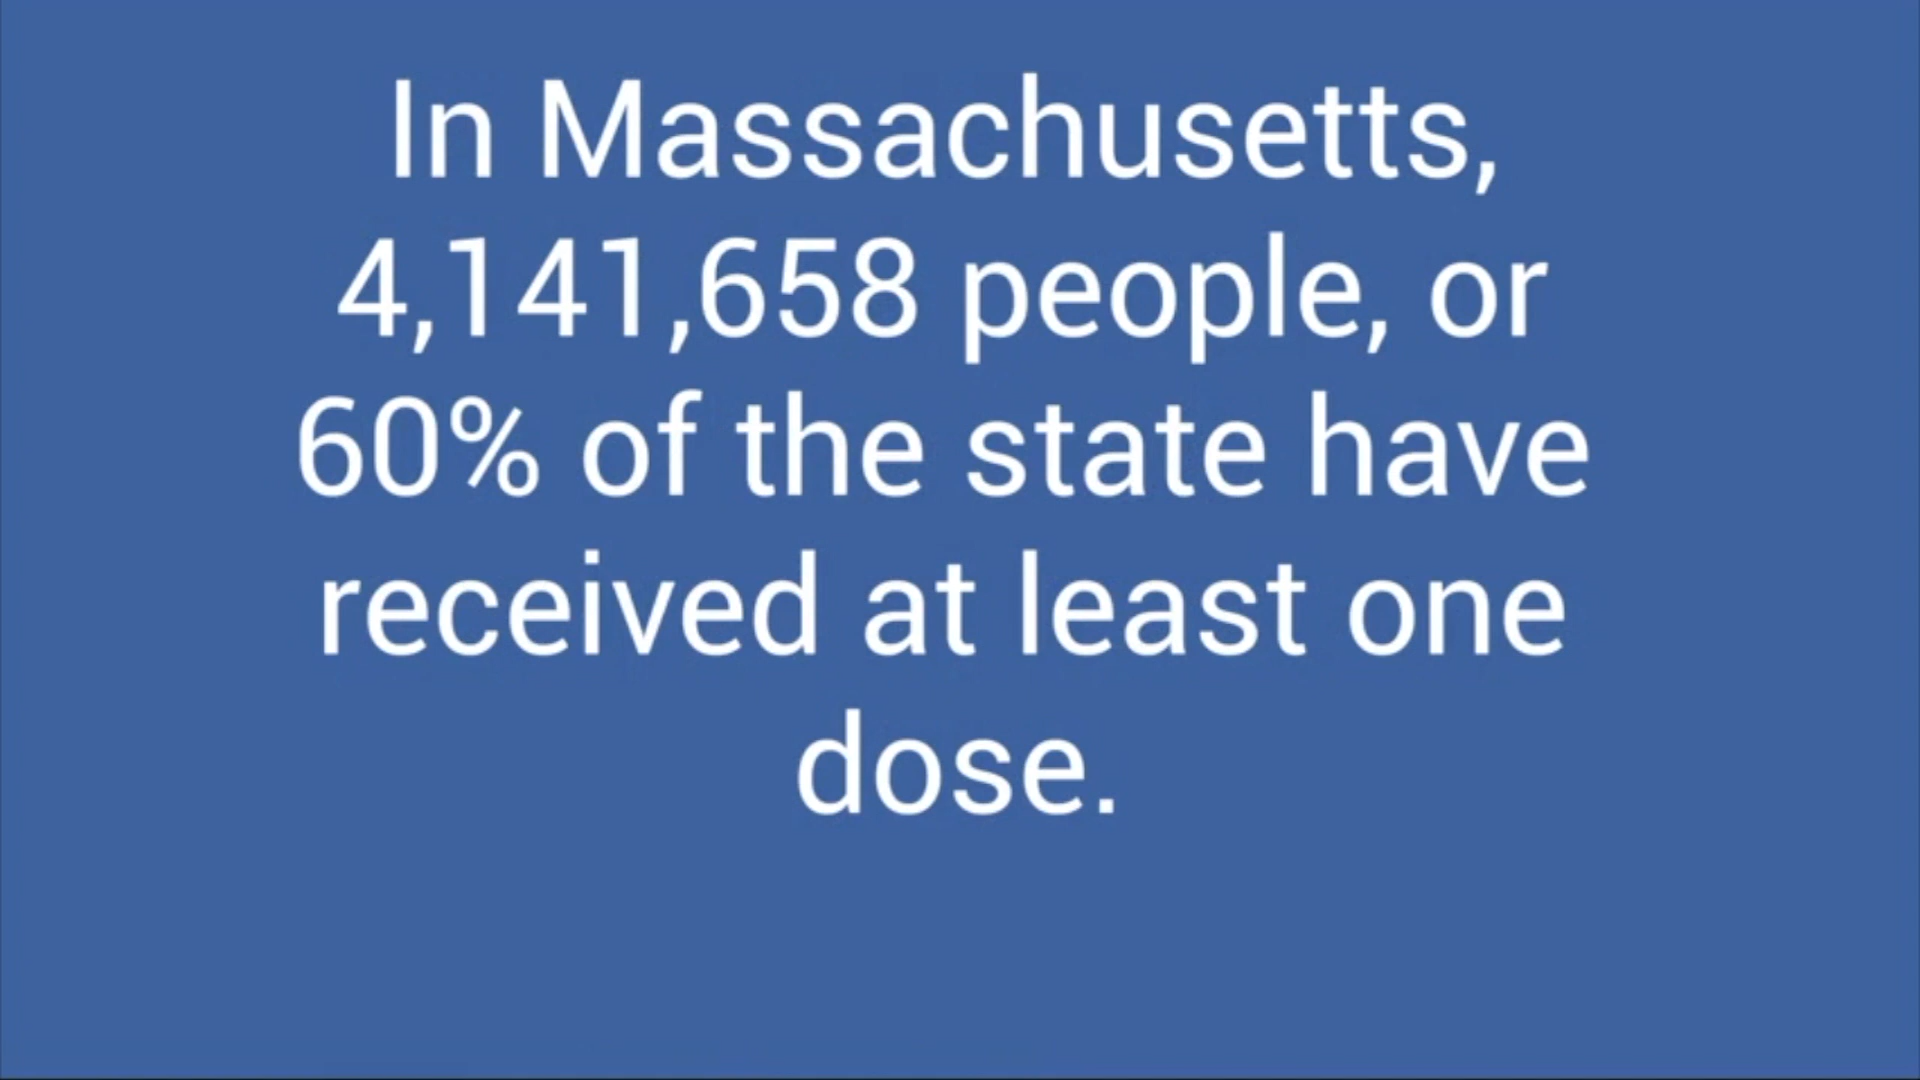 In Massachusetts,
4,141,658 people, or
60% of the state have
received at least one
dose.